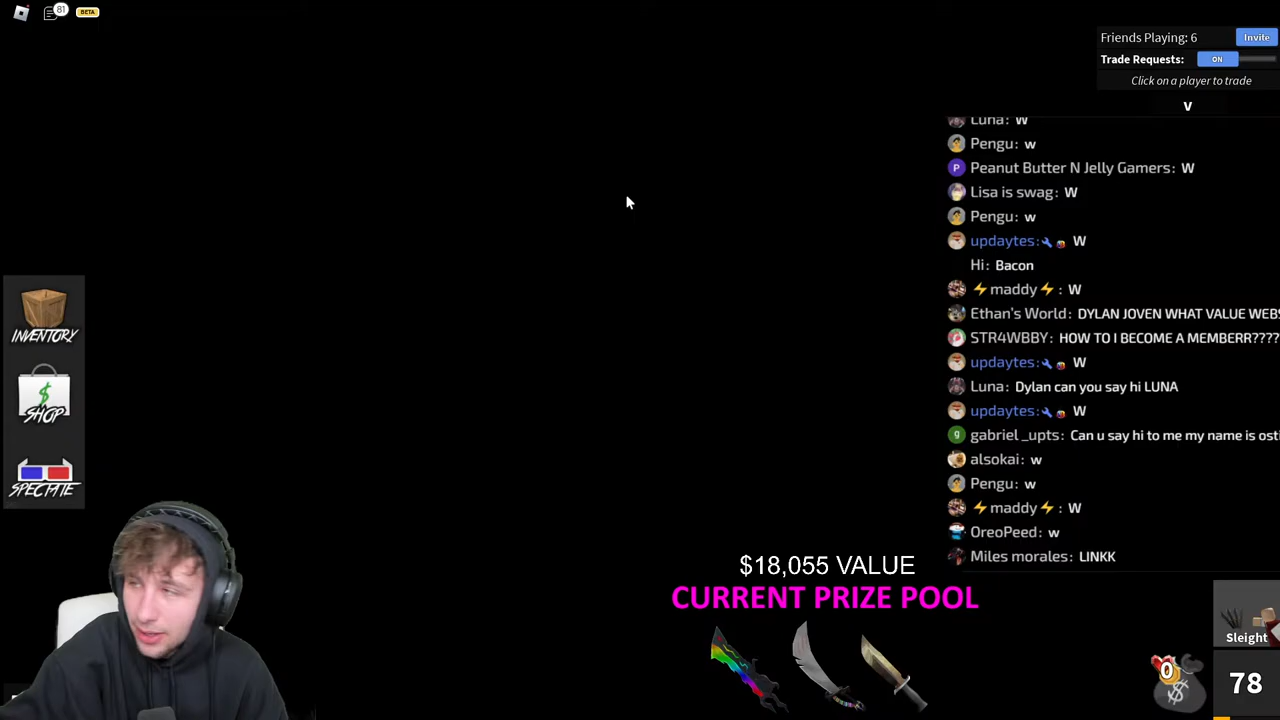 81
BETA
Friends Playing: 6
Invite
Trade Requests:
ON
Click on a player to trade
v
Luna: W
Pengu: w
P
Peanut Butter N Jelly Gamers: W
Lisa is swag: W
Pengu: w
updaytes: W
Hi: Bacon
⚡maddy⚡: W
Ethan's World: DYLAN JOVEN WHAT VALUE WEBS
STR4WBBY: HOW TO I BECOME A MEMBERR????
updaytes: W
Luna: Dylan can you say hi LUNA
updaytes: W
g
gabriel _upts: Can u say hi to me my name is osti
alsokai: w
Pengu: w
⚡maddy⚡: W
OreoPeed: w
Miles morales: LINKK
INVENTORY
$
SHOP
SPECTATE
$18,055 VALUE
CURRENT PRIZE POOL
Sleight
0
$
78